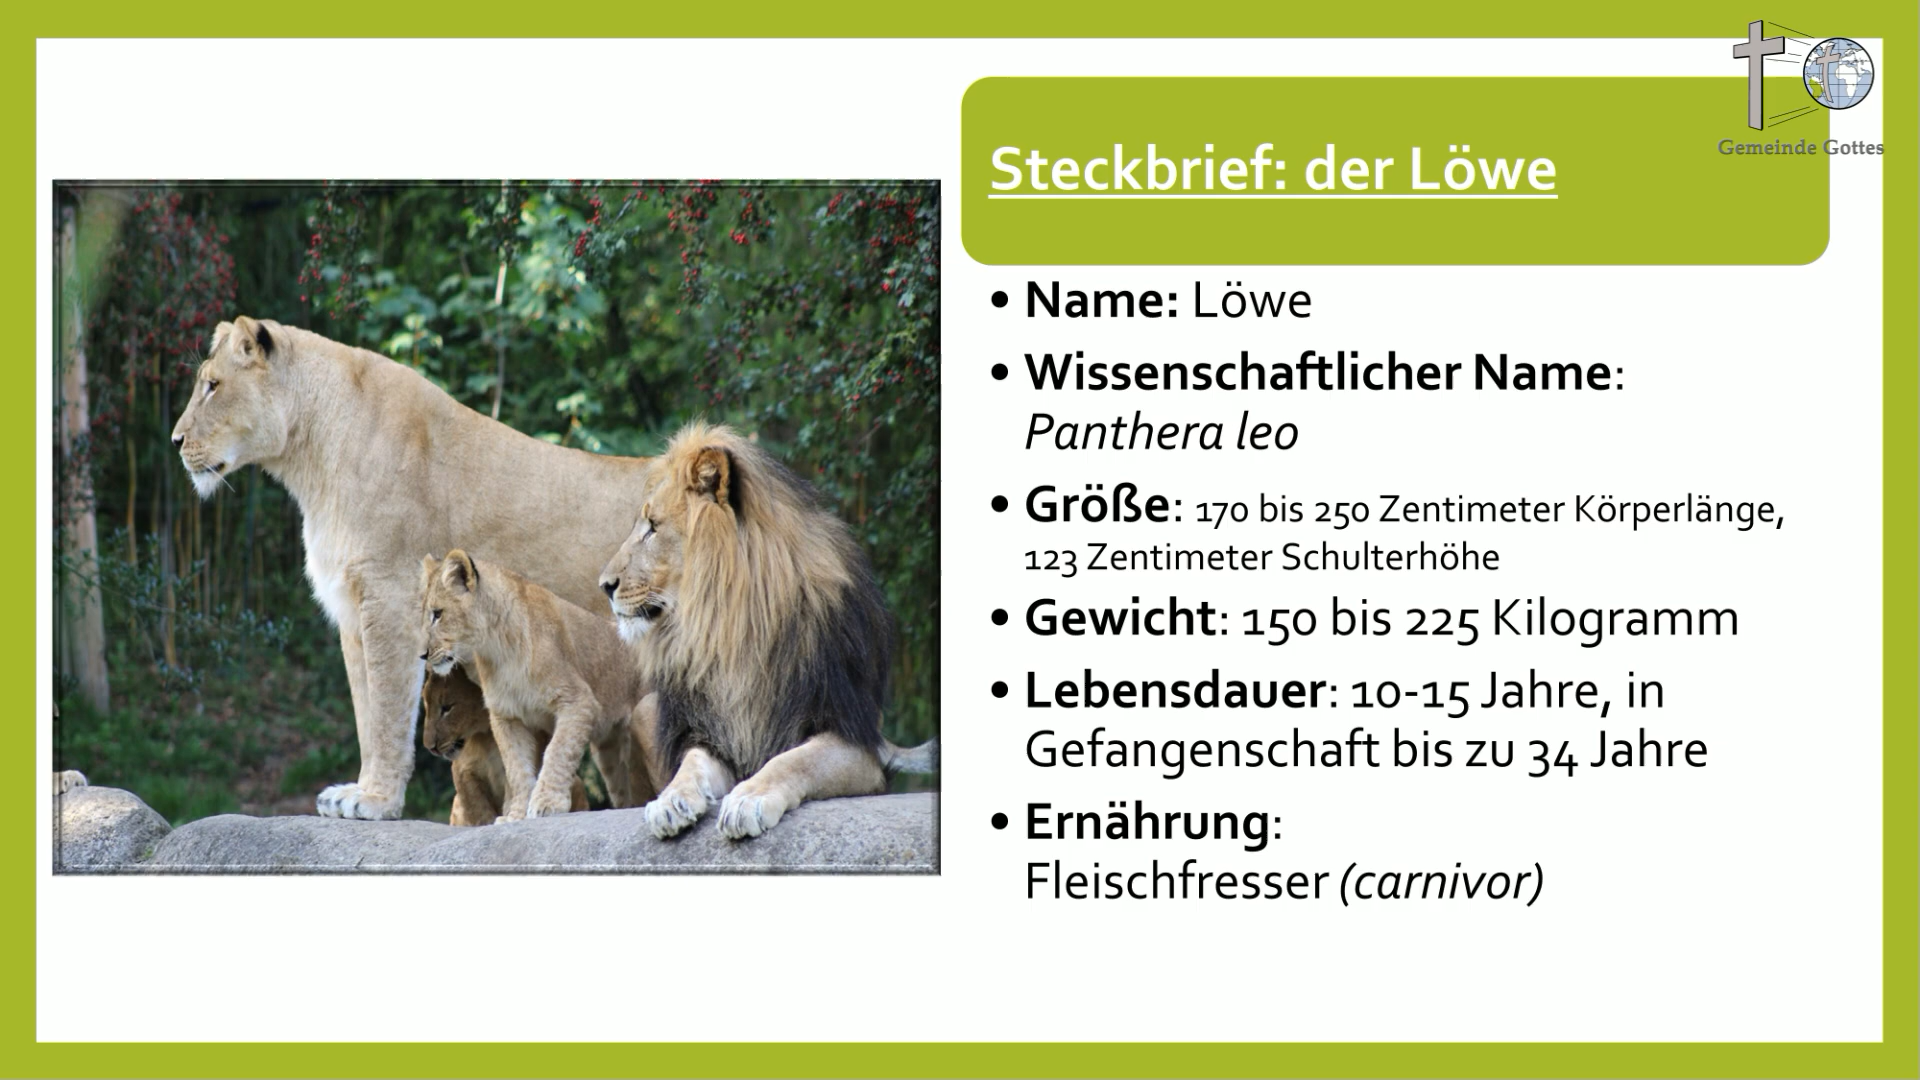 Gemeinde Gottes
Steckbrief: der Löwe
• Name: Löwe
• Wissenschaftlicher Name:
Panthera leo
• Größe: 170 bis 250 Zentimeter Körperlänge,
123 Zentimeter Schulterhöhe
• Gewicht: 150 bis 225 Kilogramm
• Lebensdauer: 10-15 Jahre, in
Gefangenschaft bis zu 34 Jahre
• Ernährung:
Fleischfresser (carnivor)